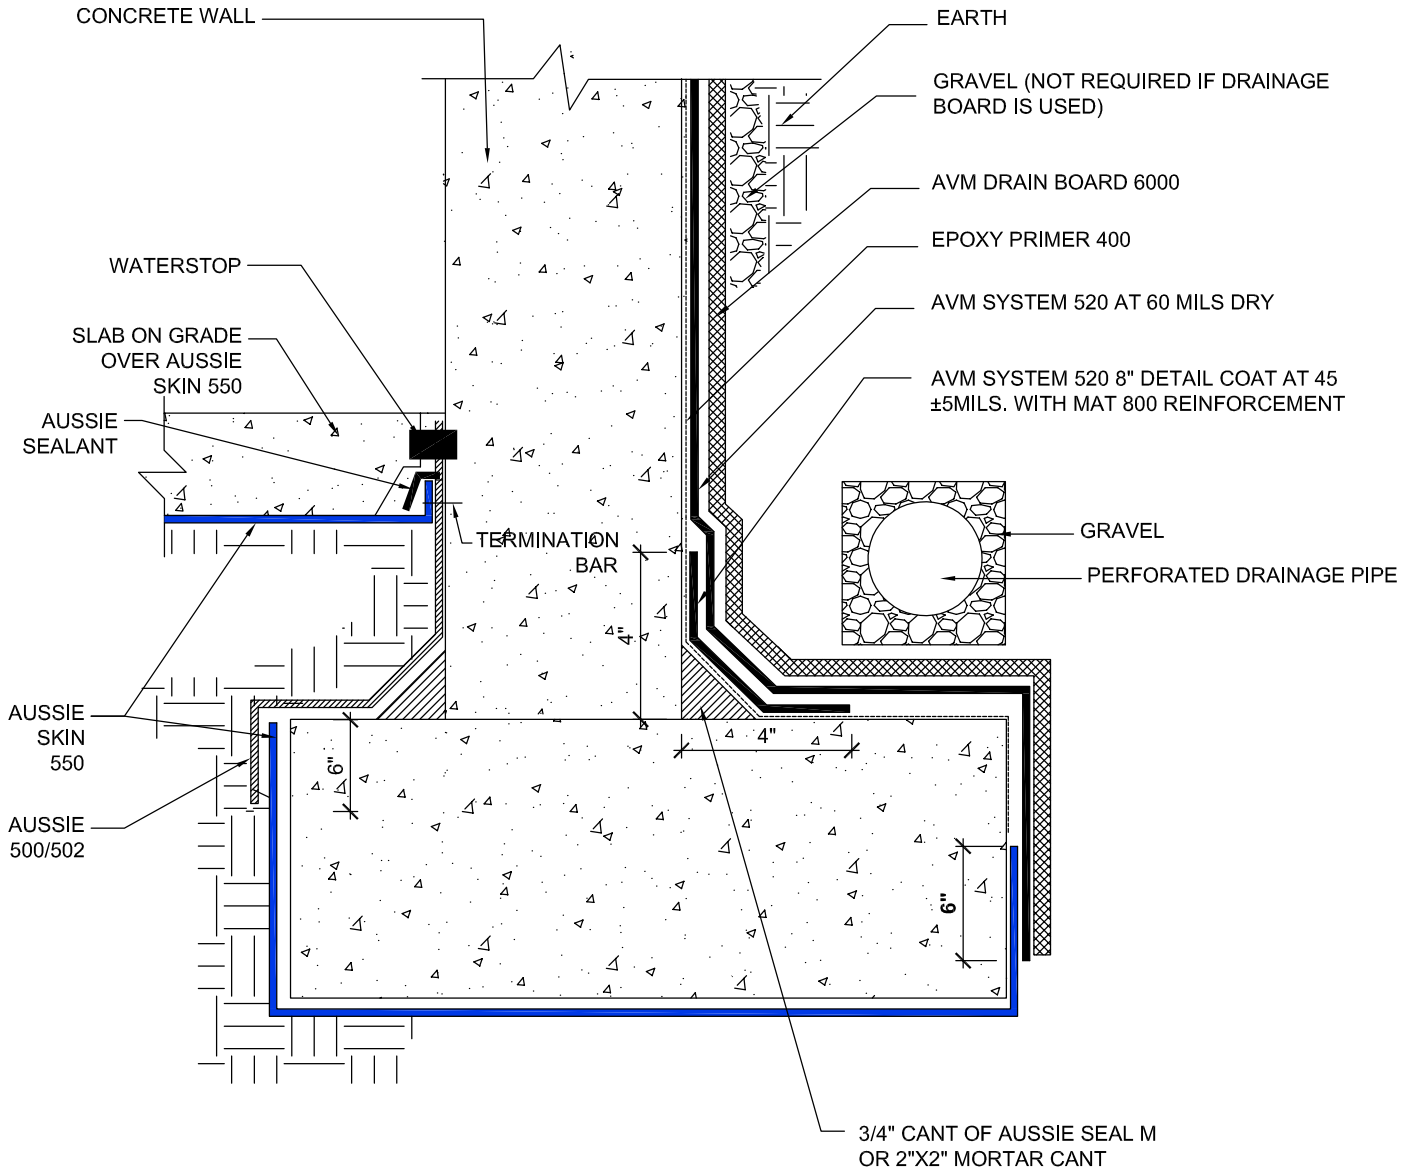 CONCRETE WALL
EARTH
GRAVEL (NOT REQUIRED IF DRAINAGE
BOARD IS USED)
AVM DRAIN BOARD 6000
EPOXY PRIMER 400
WATERSTOP
AVM SYSTEM 520 AT 60 MILS DRY
SLAB ON GRADE
OVER AUSSIE
SKIN 550
AVM SYSTEM 520 8" DETAIL COAT AT 45
±5MILS. WITH MAT 800 REINFORCEMENT
AUSSIE
SEALANT
TERMINATION
BAR
GRAVEL
PERFORATED DRAINAGE PIPE
4"
AUSSIE
SKIN
550
4"
6"
AUSSIE
500/502
6"
3/4" CANT OF AUSSIE SEAL M
OR 2"X2" MORTAR CANT